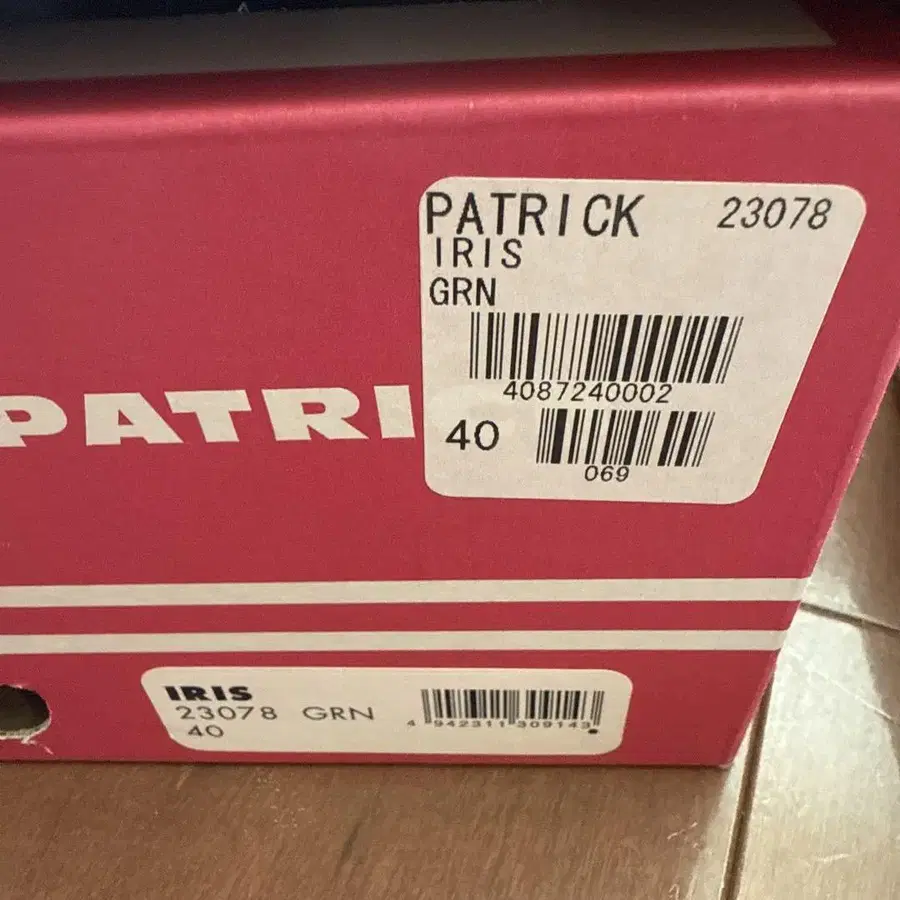 PATRICK 23078
IRIS
GRN
4087240002
40
069
PATRI
IRIS
23078 GRN
40
4 942311 309143